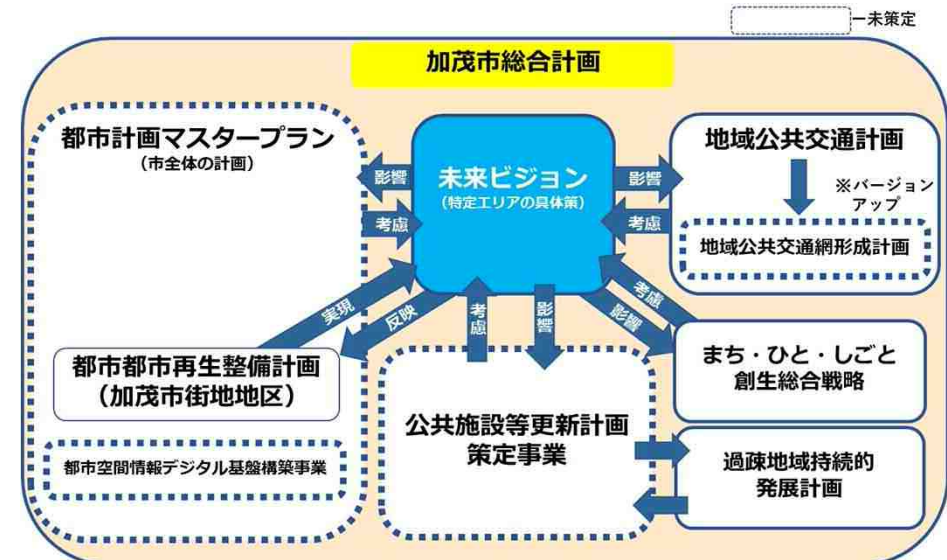 ー未策定
加茂市総合計画
都市計画マスタープラン
（市全体の計画）
影響
考慮
未来ビジョン
（特定エリアの具体策）
影響
考慮
地域公共交通計画
※バージョン
アップ
地域公共交通網形成計画
実現
反映
考慮
影響
考慮
影響
都市都市再生整備計画
（加茂市街地地区）
都市空間情報デジタル基盤構築事業
公共施設等更新計画
策定事業
まち・ひと・しごと
創生総合戦略
過疎地域持続的
発展計画